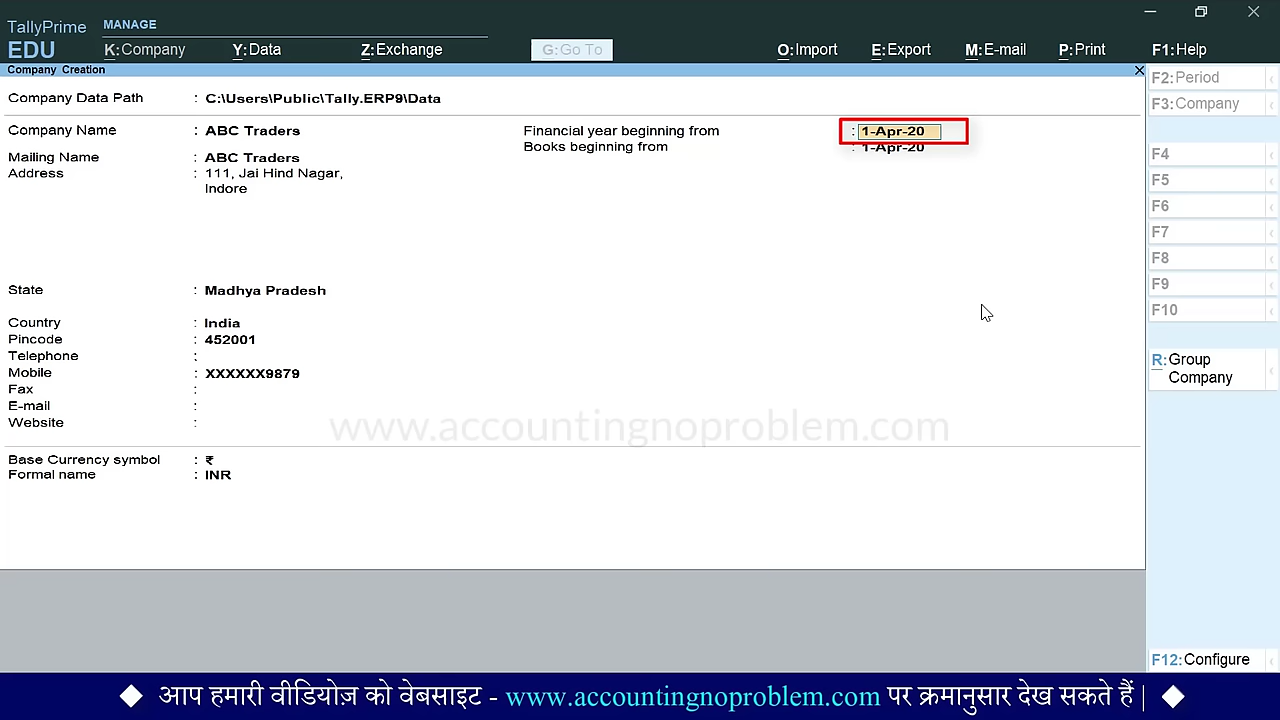 TallyPrime MANAGE
EDU K:Company Y:Data Z:Exchange G:Go To O:Import E:Export M:E-mail P:Print F1:Help
Company Creation
Company Data Path : C:\Users\Public\Tally.ERP9\Data
Company Name : ABC Traders Financial year beginning from : 1-Apr-20
Books beginning from : 1-Apr-20
Mailing Name : ABC Traders
Address : 111, Jai Hind Nagar,
Indore
State : Madhya Pradesh
Country : India
Pincode : 452001
Telephone :
Mobile : XXXXXX9879
Fax :
E-mail :
Website :
www.accountingnoproblem.com
Base Currency symbol : ₹
Formal name : INR
F2:Period
F3:Company
F4
F5
F6
F7
F8
F9
F10
R:Group
Company
F12:Configure
आप हमारी वीडियोज़ को वेबसाइट - www.accountingnoproblem.com पर क्रमानुसार देख सकते हैं |